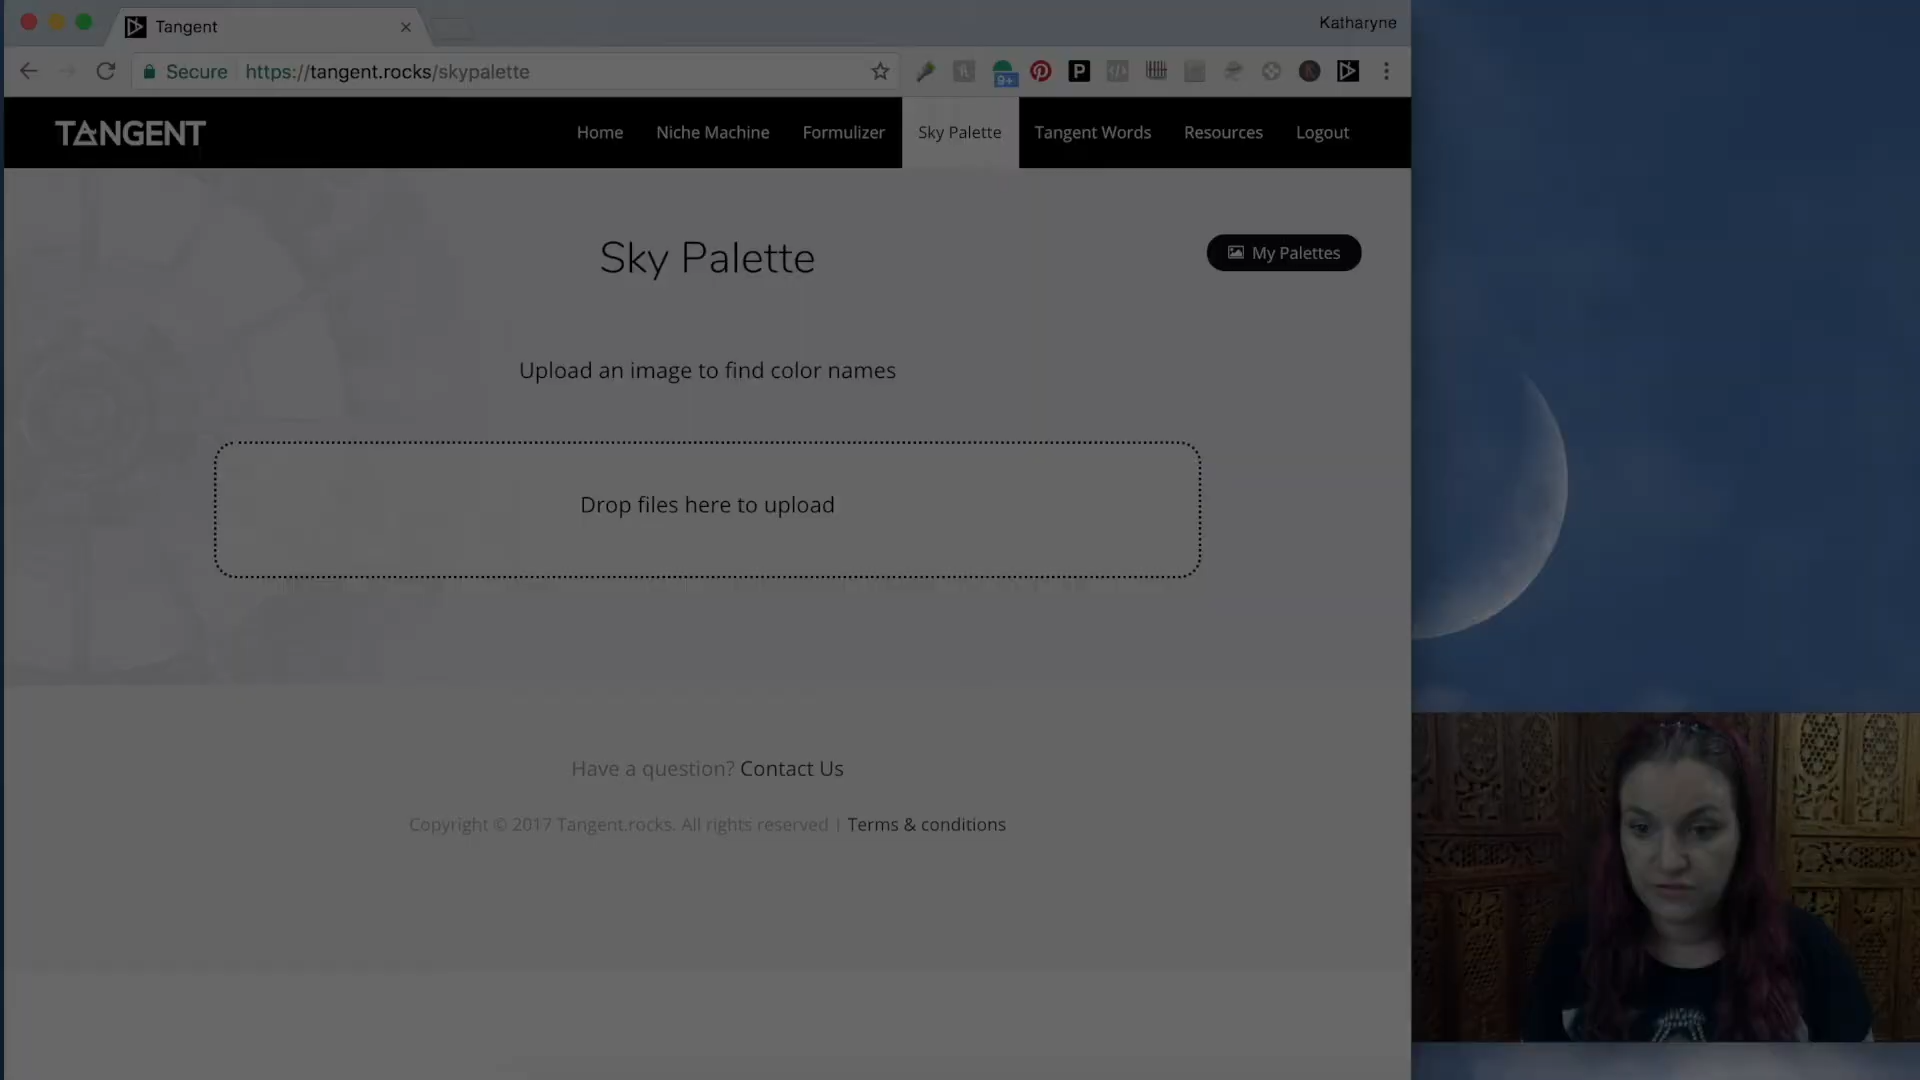 Tangent
Katharyne
Secure https://tangent.rocks/skypalette
9+
P
TANGENT
Home Niche Machine Formulizer Sky Palette Tangent Words Resources Logout
Sky Palette
My Palettes
Upload an image to find color names
Drop files here to upload
Have a question? Contact Us
Copyright © 2017 Tangent.rocks. All rights reserved | Terms & conditions